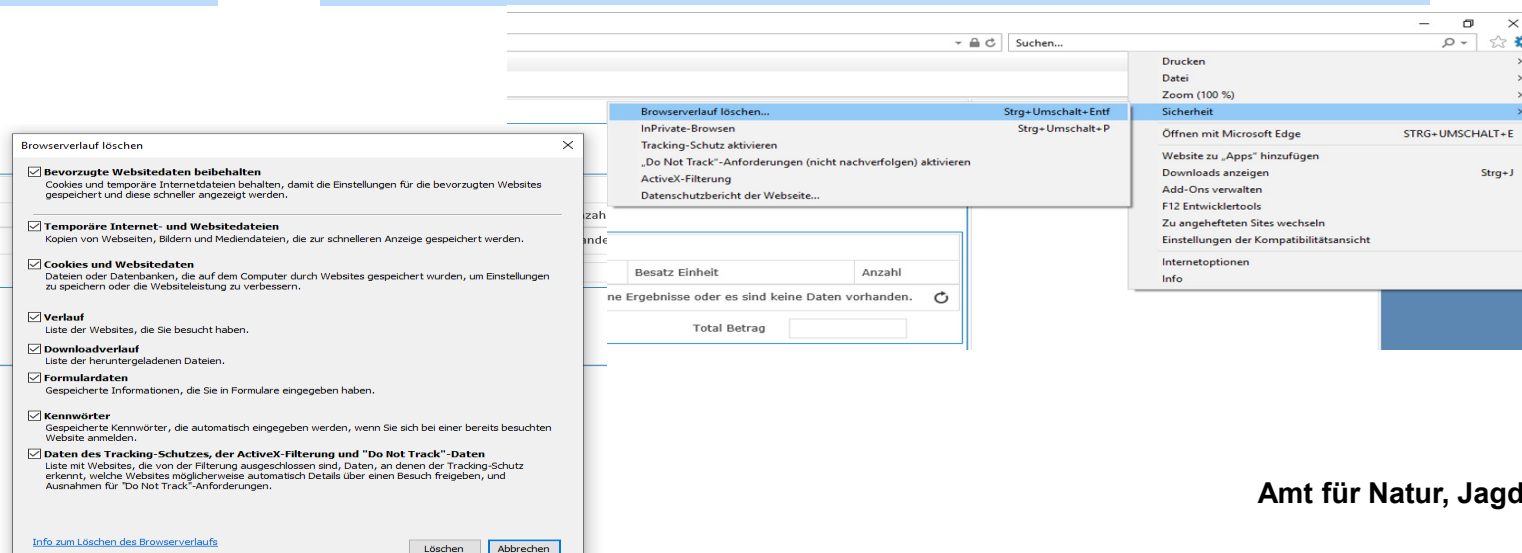 Suchen...
Drucken
Datei
Zoom (100 %)
Sicherheit
Öffnen mit Microsoft Edge STRG+UMSCHALT+E
Website zu „Apps" hinzufügen
Downloads anzeigen Strg+J
Add-Ons verwalten
F12 Entwicklertools
Zu angehefteten Sites wechseln
Einstellungen der Kompatibilitätsansicht
Internetoptionen
Info
Browserverlauf löschen... Strg+Umschalt+Entf
InPrivate-Browsen Strg+Umschalt+P
Tracking-Schutz aktivieren
„Do Not Track"-Anforderungen (nicht nachverfolgen) aktivieren
ActiveX-Filterung
Datenschutzbericht der Webseite...
Browserverlauf löschen
Bevorzugte Websitedaten beibehalten
Cookies und temporäre Internetdateien behalten, damit die Einstellungen für die bevorzugten Websites
gespeichert und diese schneller angezeigt werden.
Temporäre Internet- und Websitedateien
Kopien von Webseiten, Bildern und Mediendateien, die zur schnelleren Anzeige gespeichert werden.
Cookies und Websitedaten
Dateien oder Datenbanken, die auf dem Computer durch Websites gespeichert wurden, um Einstellungen
zu speichern oder die Websiteleistung zu verbessern.
Verlauf
Liste der Websites, die Sie besucht haben.
Downloadverlauf
Liste der heruntergeladenen Dateien.
Formulardaten
Gespeicherte Informationen, die Sie in Formulare eingegeben haben.
Kennwörter
Gespeicherte Kennwörter, die automatisch eingegeben werden, wenn Sie sich bei einer bereits besuchten
Website anmelden.
Daten des Tracking-Schutzes, der ActiveX-Filterung und "Do Not Track"-Daten
Liste mit Websites, die von der Filterung ausgeschlossen sind, Daten, an denen der Tracking-Schutz
erkennt, welche Websites möglicherweise automatisch Details über einen Besuch freigeben, und
Ausnahmen für "Do Not Track"-Anforderungen.
Info zum Löschen des Browserverlaufs
Löschen Abbrechen
nzah
ande
Besatz Einheit Anzahl
ne Ergebnisse oder es sind keine Daten vorhanden.
Total Betrag
Amt für Natur, Jagd